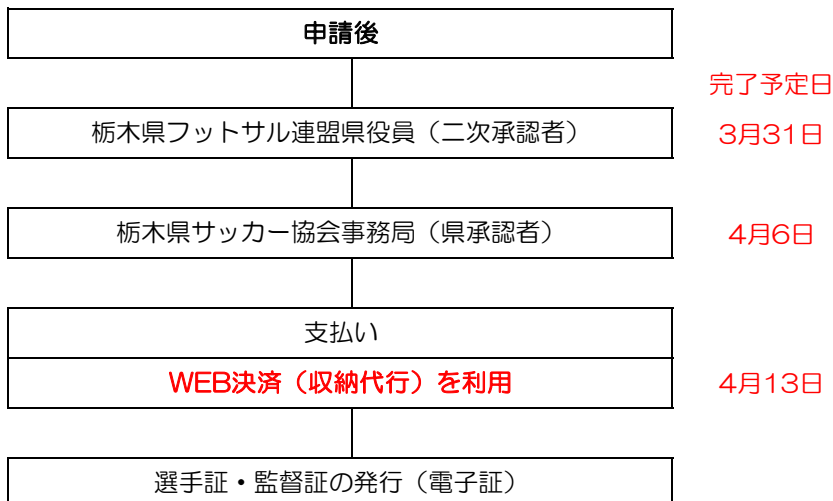 申請後
完了予定日
栃木県フットサル連盟県役員（二次承認者）
3月31日
栃木県サッカー協会事務局（県承認者）
4月6日
支払い
WEB決済（収納代行）を利用
4月13日
選手証・監督証の発行（電子証）